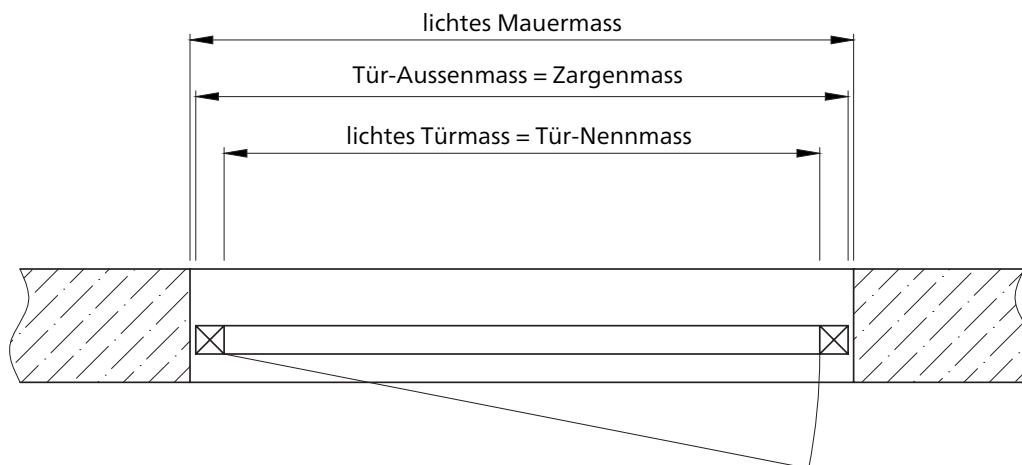 lichtes Mauermass
Tür-Aussenmass = Zargenmass
lichtes Türmass = Tür-Nennmass